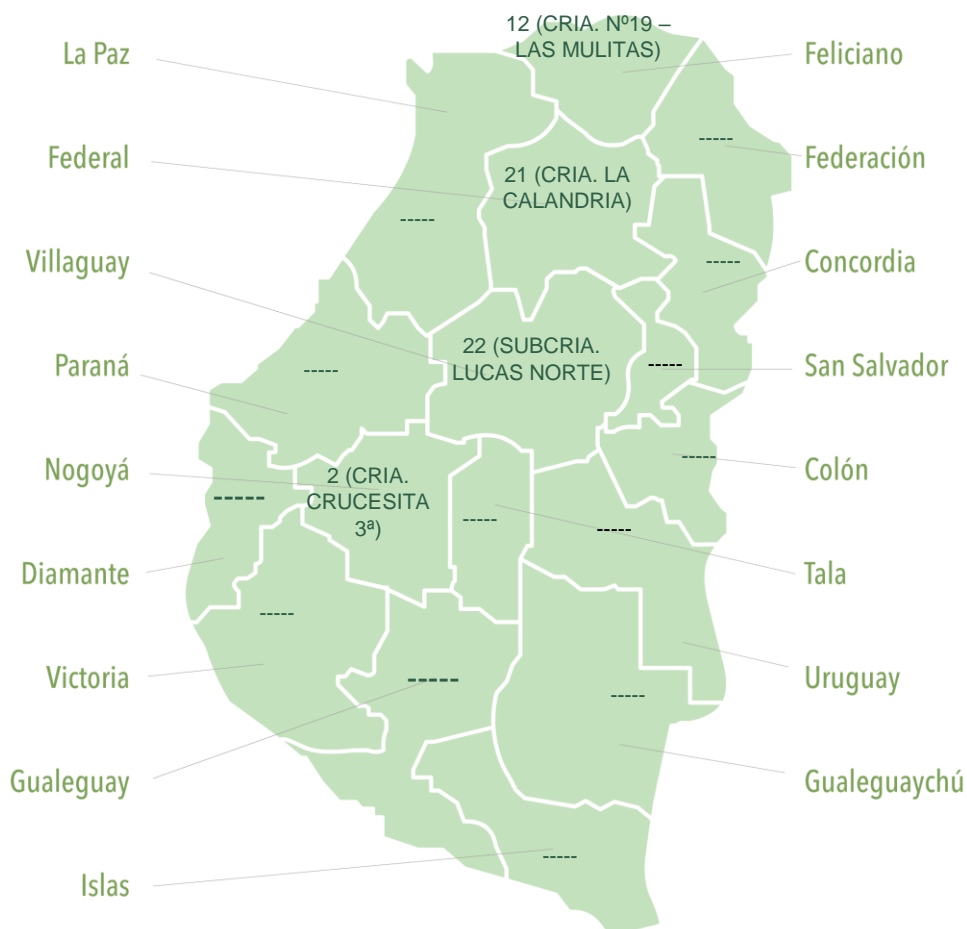 12 (CRIA. Nº19 –
LAS MULITAS)
La Paz
Feliciano
-----
Federal
Federación
21 (CRIA. LA
CALANDRIA)
-----
Villaguay
-----
Concordia
22 (SUBCRIA.
LUCAS NORTE)
Paraná
-----
-----
San Salvador
Nogoyá
2 (CRIA.
CRUCESITA
3ª)
-----
Colón
-----
-----
-----
Diamante
Tala
-----
Victoria
-----
-----
Uruguay
Gualeguay
Gualeguaychú
-----
Islas